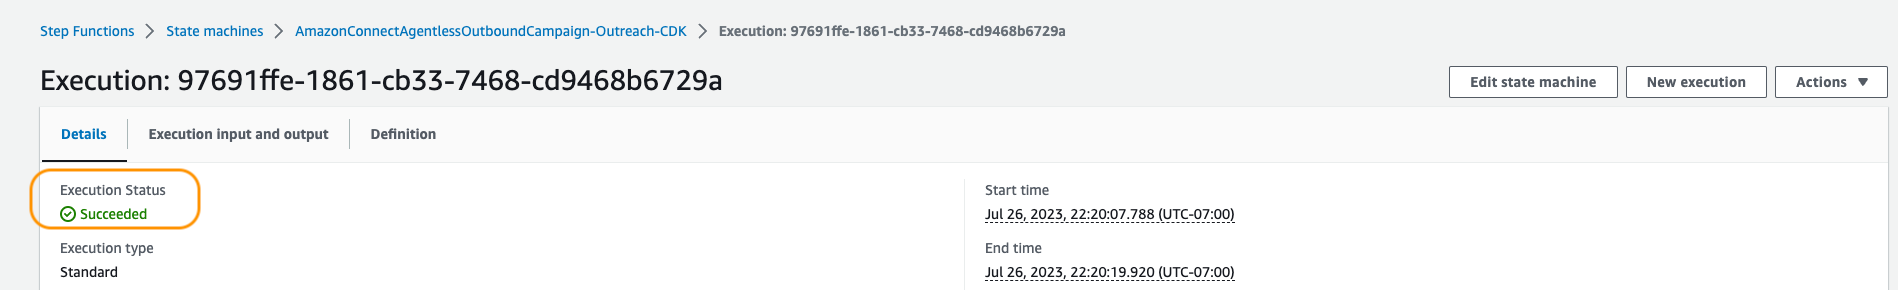 Step Functions > State machines > AmazonConnectAgentlessOutboundCampaign-Outreach-CDK > Execution: 97691ffe-1861-cb33-7468-cd9468b6729a
Execution: 97691ffe-1861-cb33-7468-cd9468b6729a
Edit state machine
New execution
Actions
Details
Execution input and output
Definition
Execution Status
Succeeded
Execution type
Standard
Start time
Jul 26, 2023, 22:20:07.788 (UTC-07:00)
End time
Jul 26, 2023, 22:20:19.920 (UTC-07:00)